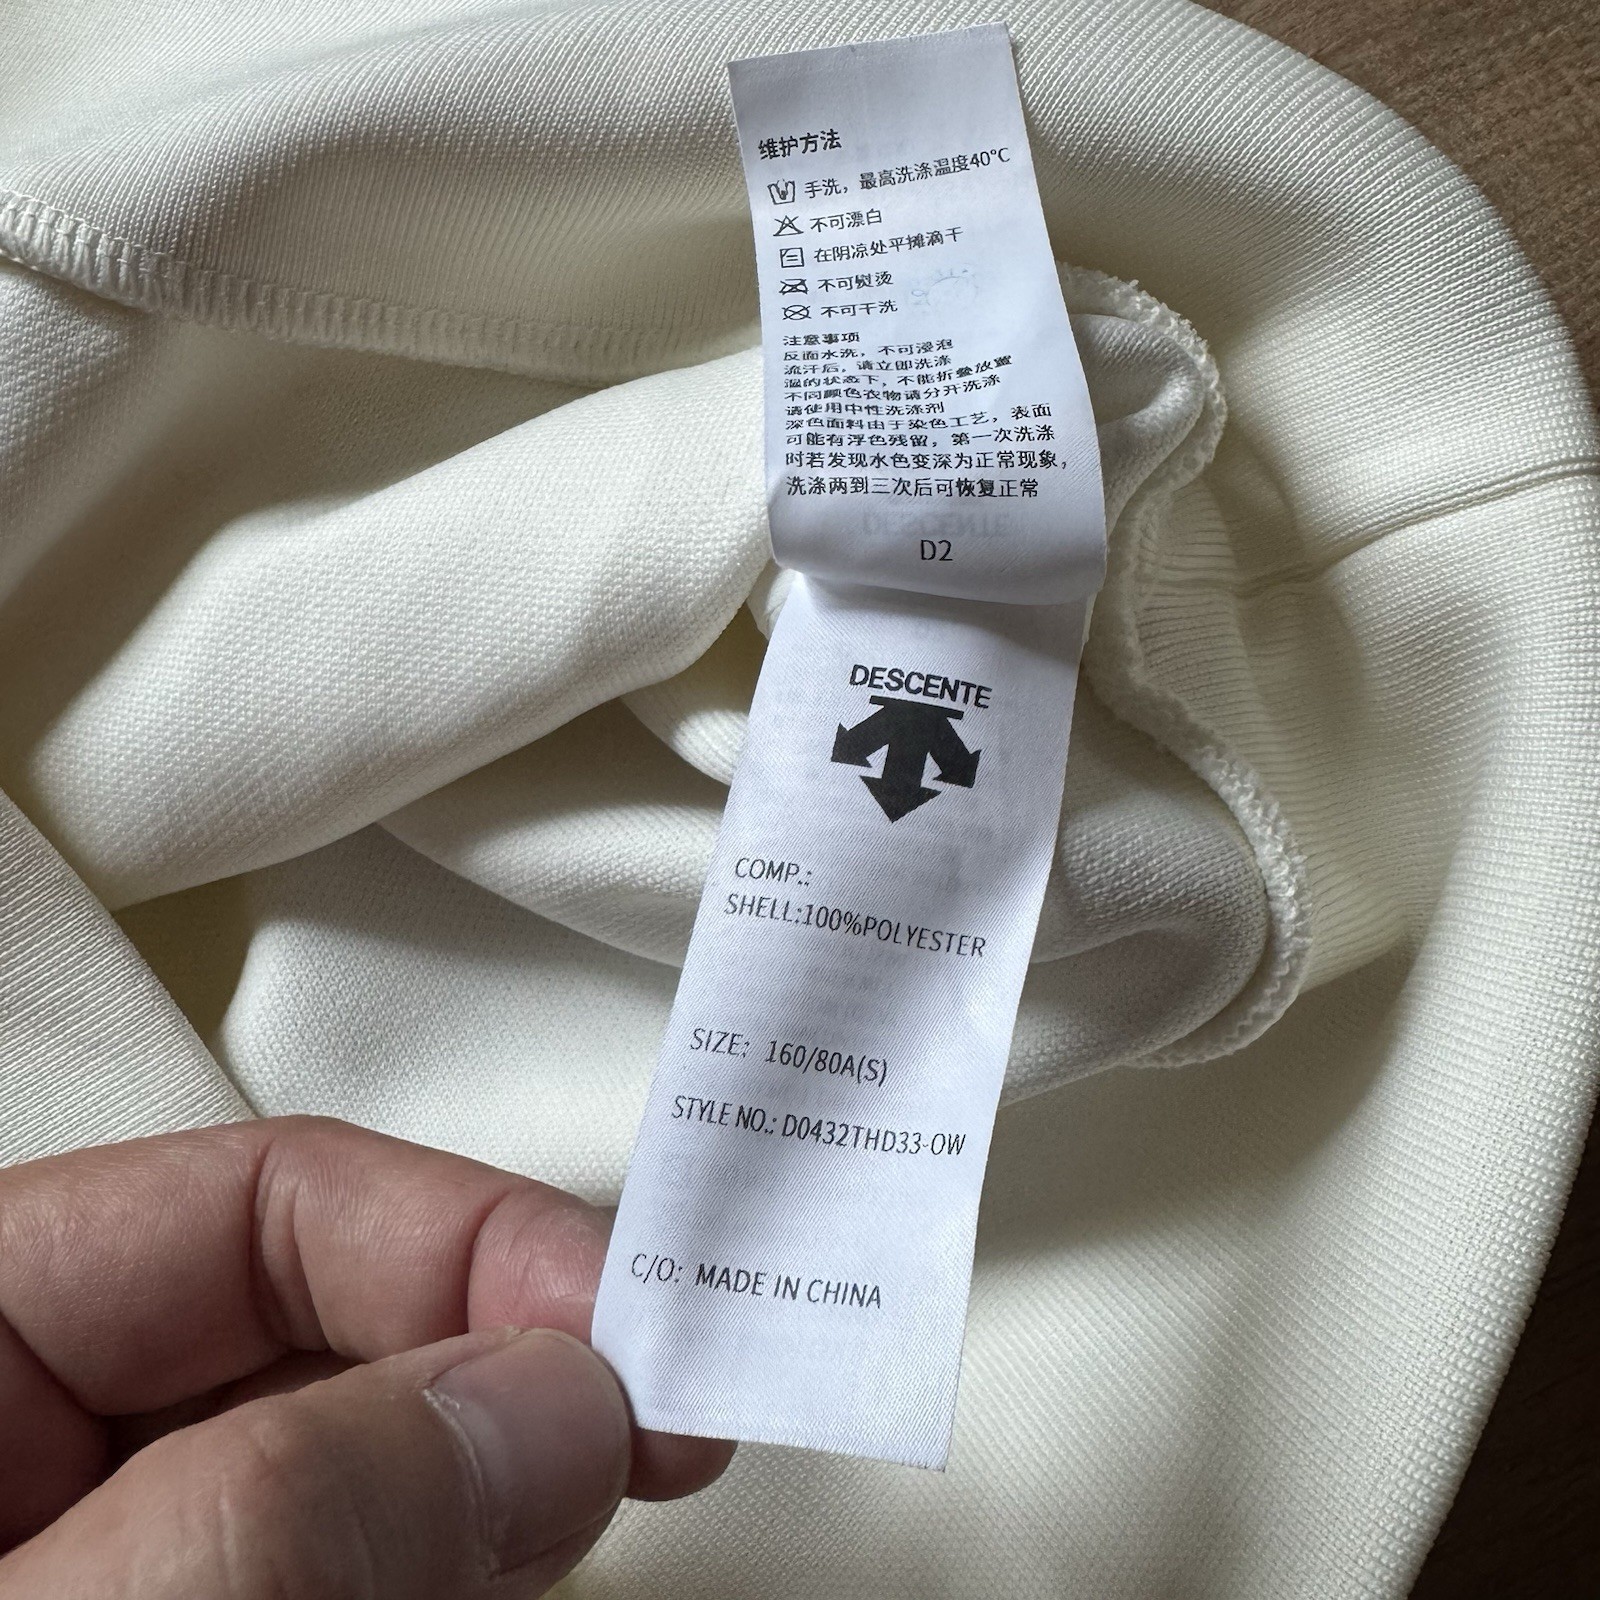 维护方法
手洗，最高洗涤温度40℃
不可漂白
在阴凉处平摊滴干
不可熨烫
不可干洗
注意事项
反面水洗，不可浸泡
流汗后，请立即洗涤
湿的状态下，不能折叠放置
不同颜色衣物请分开洗涤
请使用中性洗涤剂
深色面料由于染色工艺，表面
可能有浮色残留，第一次洗涤
时若发现水色变深为正常现象，
洗涤两到三次后可恢复正常
D2
DESCENTE
COMP.:
SHELL:100%POLYESTER
SIZE: 160/80A(S)
STYLE NO.: D0432THD33-OW
C/O: MADE IN CHINA